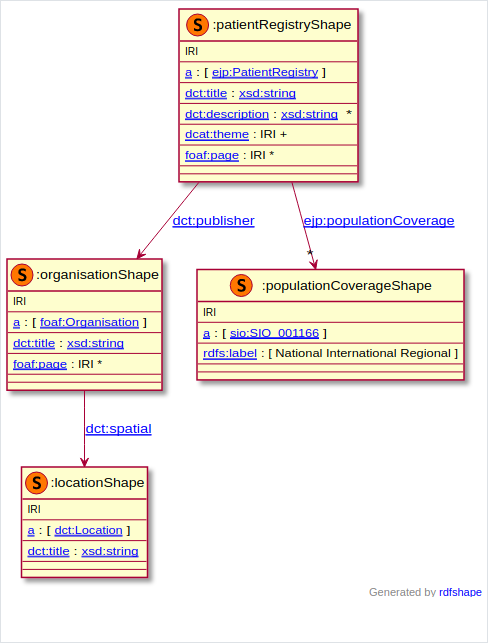 S :patientRegistryShape
IRI
a : [ ejp:PatientRegistry ]
dct:title : xsd:string
dct:description : xsd:string *
dcat:theme : IRI +
foaf:page : IRI *
dct:publisher
ejp:populationCoverage
*
S :organisationShape
IRI
a : [ foaf:Organisation ]
dct:title : xsd:string
foaf:page : IRI *
S :populationCoverageShape
IRI
a : [ sio:SIO_001166 ]
rdfs:label : [ National International Regional ]
dct:spatial
S :locationShape
IRI
a : [ dct:Location ]
dct:title : xsd:string
Generated by rdfshape